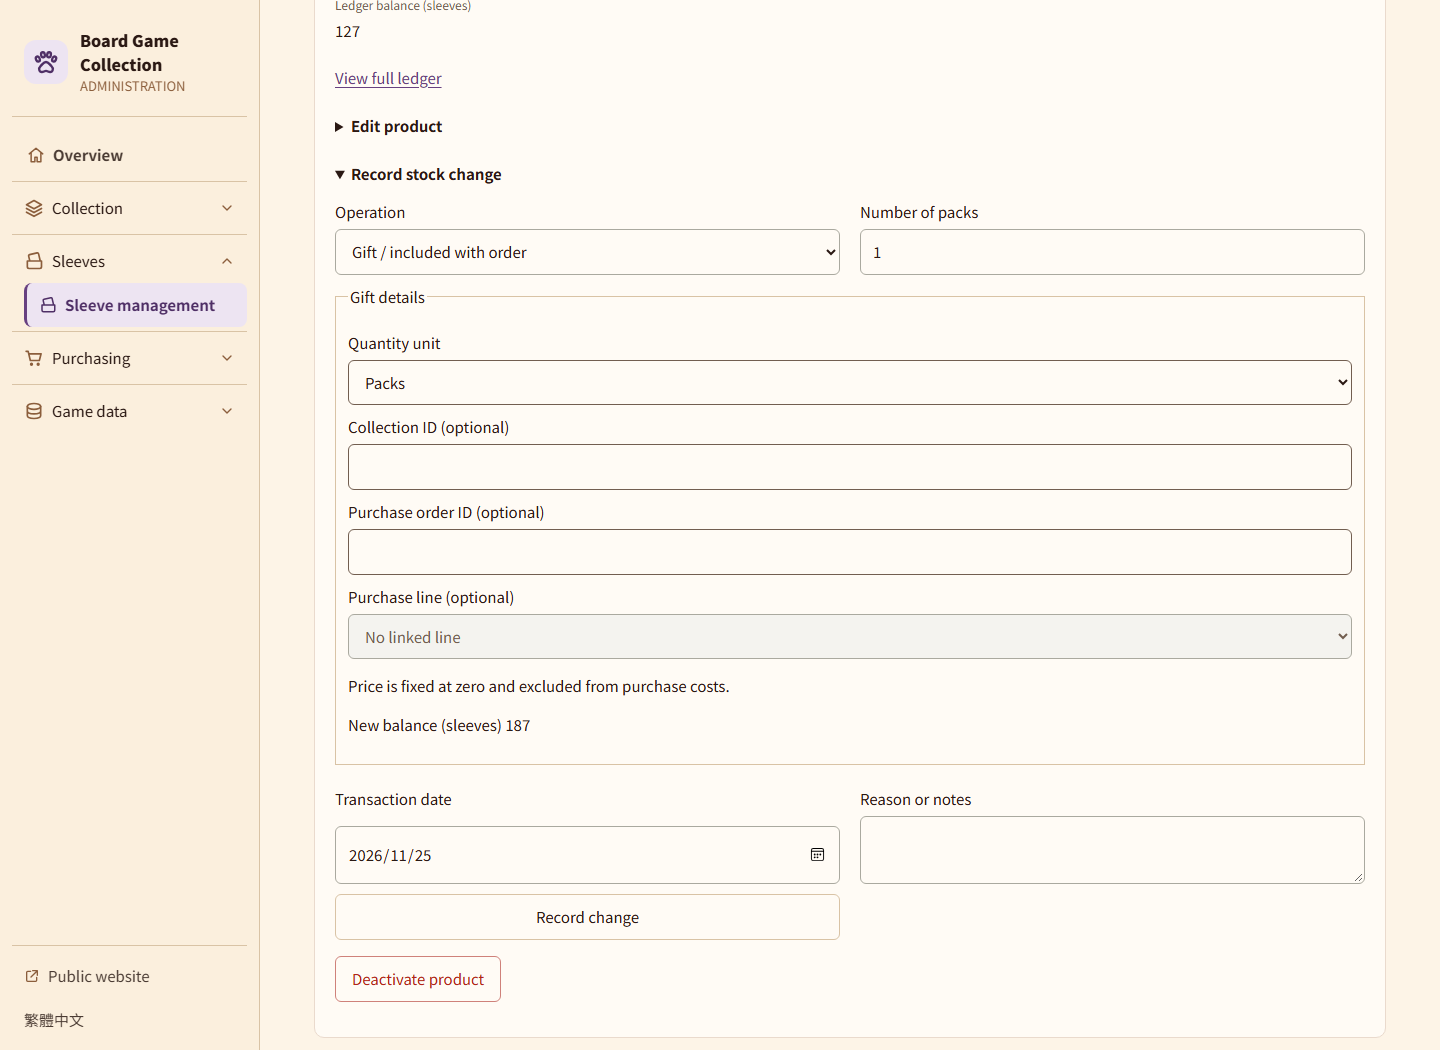 Board Game
Collection
ADMINISTRATION
Overview
Collection
Sleeves
Sleeve management
Purchasing
Game data
Public website
繁體中文
Ledger balance (sleeves)
127
View full ledger
Edit product
Record stock change
Operation
Number of packs
Gift / included with order
1
Gift details
Quantity unit
Packs
Collection ID (optional)
Purchase order ID (optional)
Purchase line (optional)
No linked line
Price is fixed at zero and excluded from purchase costs.
New balance (sleeves) 187
Transaction date
Reason or notes
2026/11/25
Record change
Deactivate product